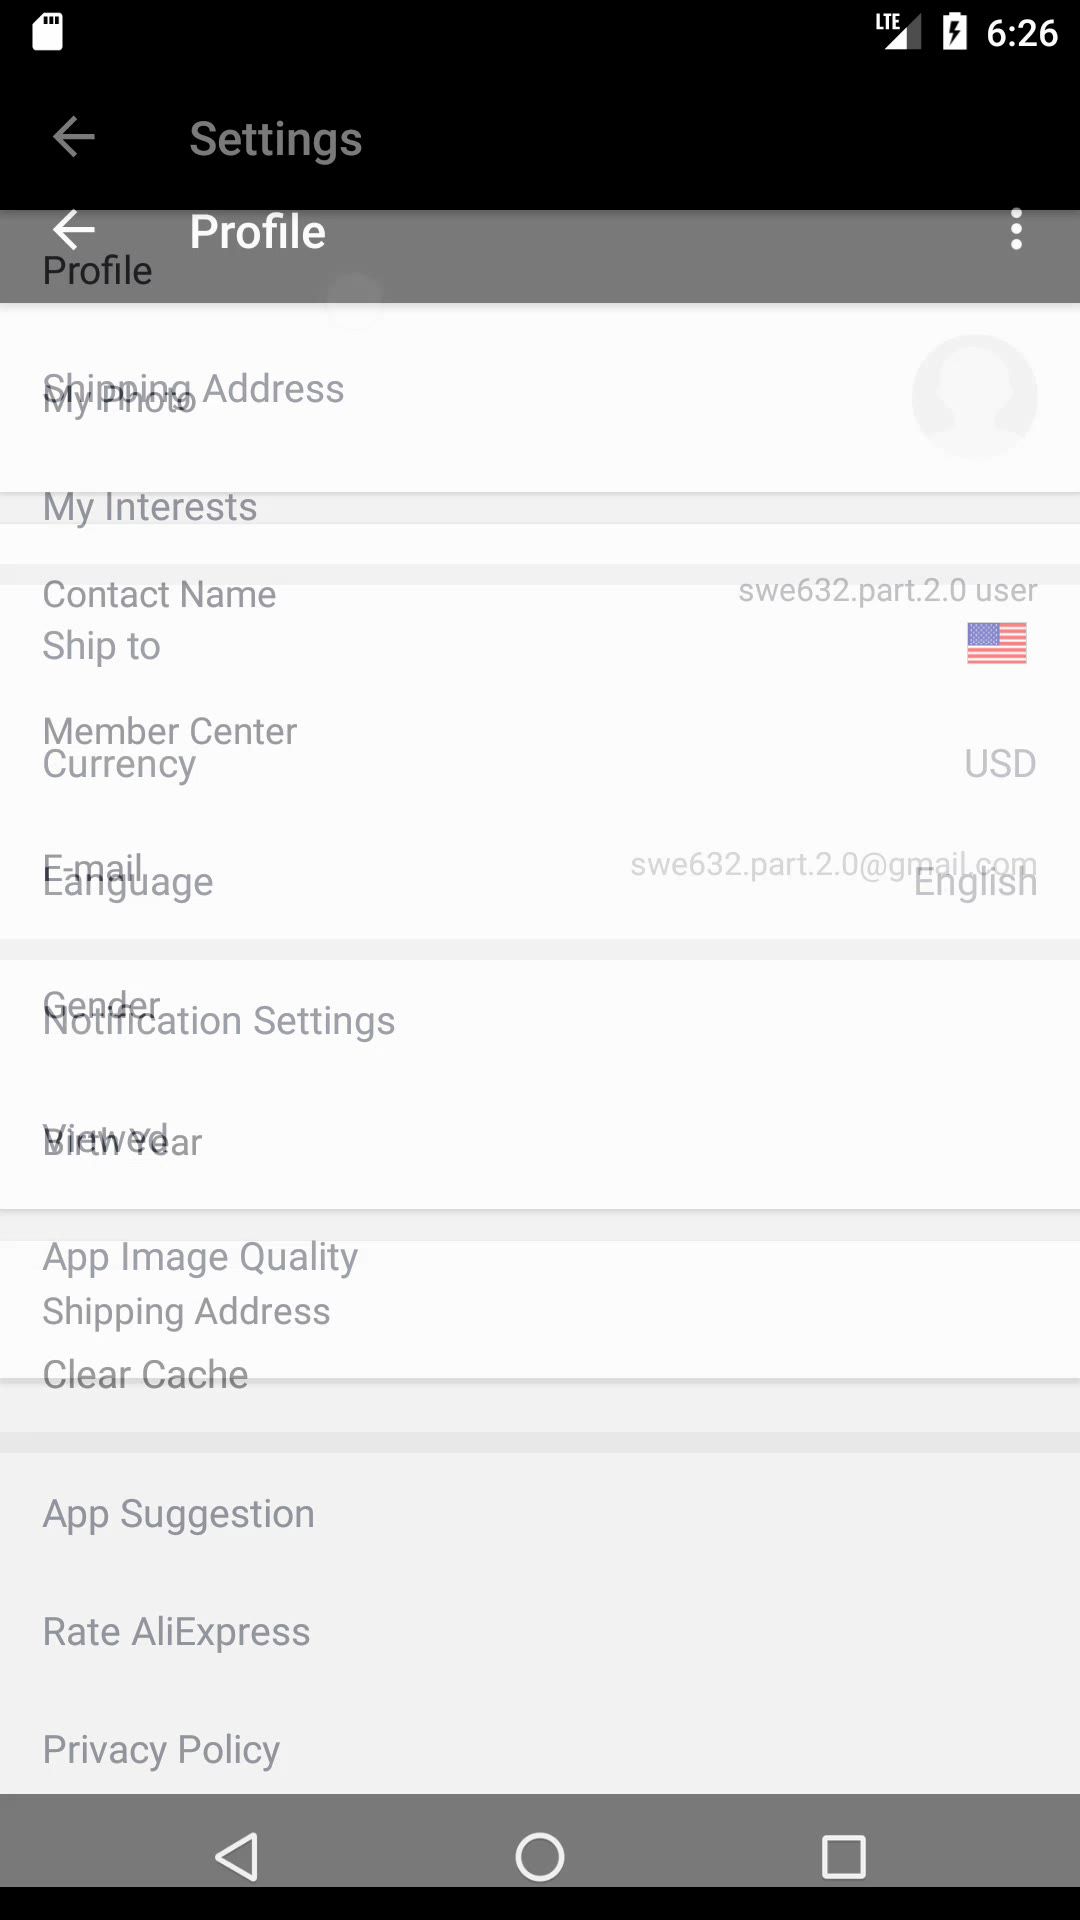 LTE 6:26
Settings
Profile
Profile
Shipping Address
My Photo
My Interests
Contact Name swe632.part.2.0 user
Ship to
Member Center
Currency USD
E-mail swe632.part.2.0@gmail.com
Language English
Gender
Notification Settings
Viewed
Birth Year
App Image Quality
Shipping Address
Clear Cache
App Suggestion
Rate AliExpress
Privacy Policy